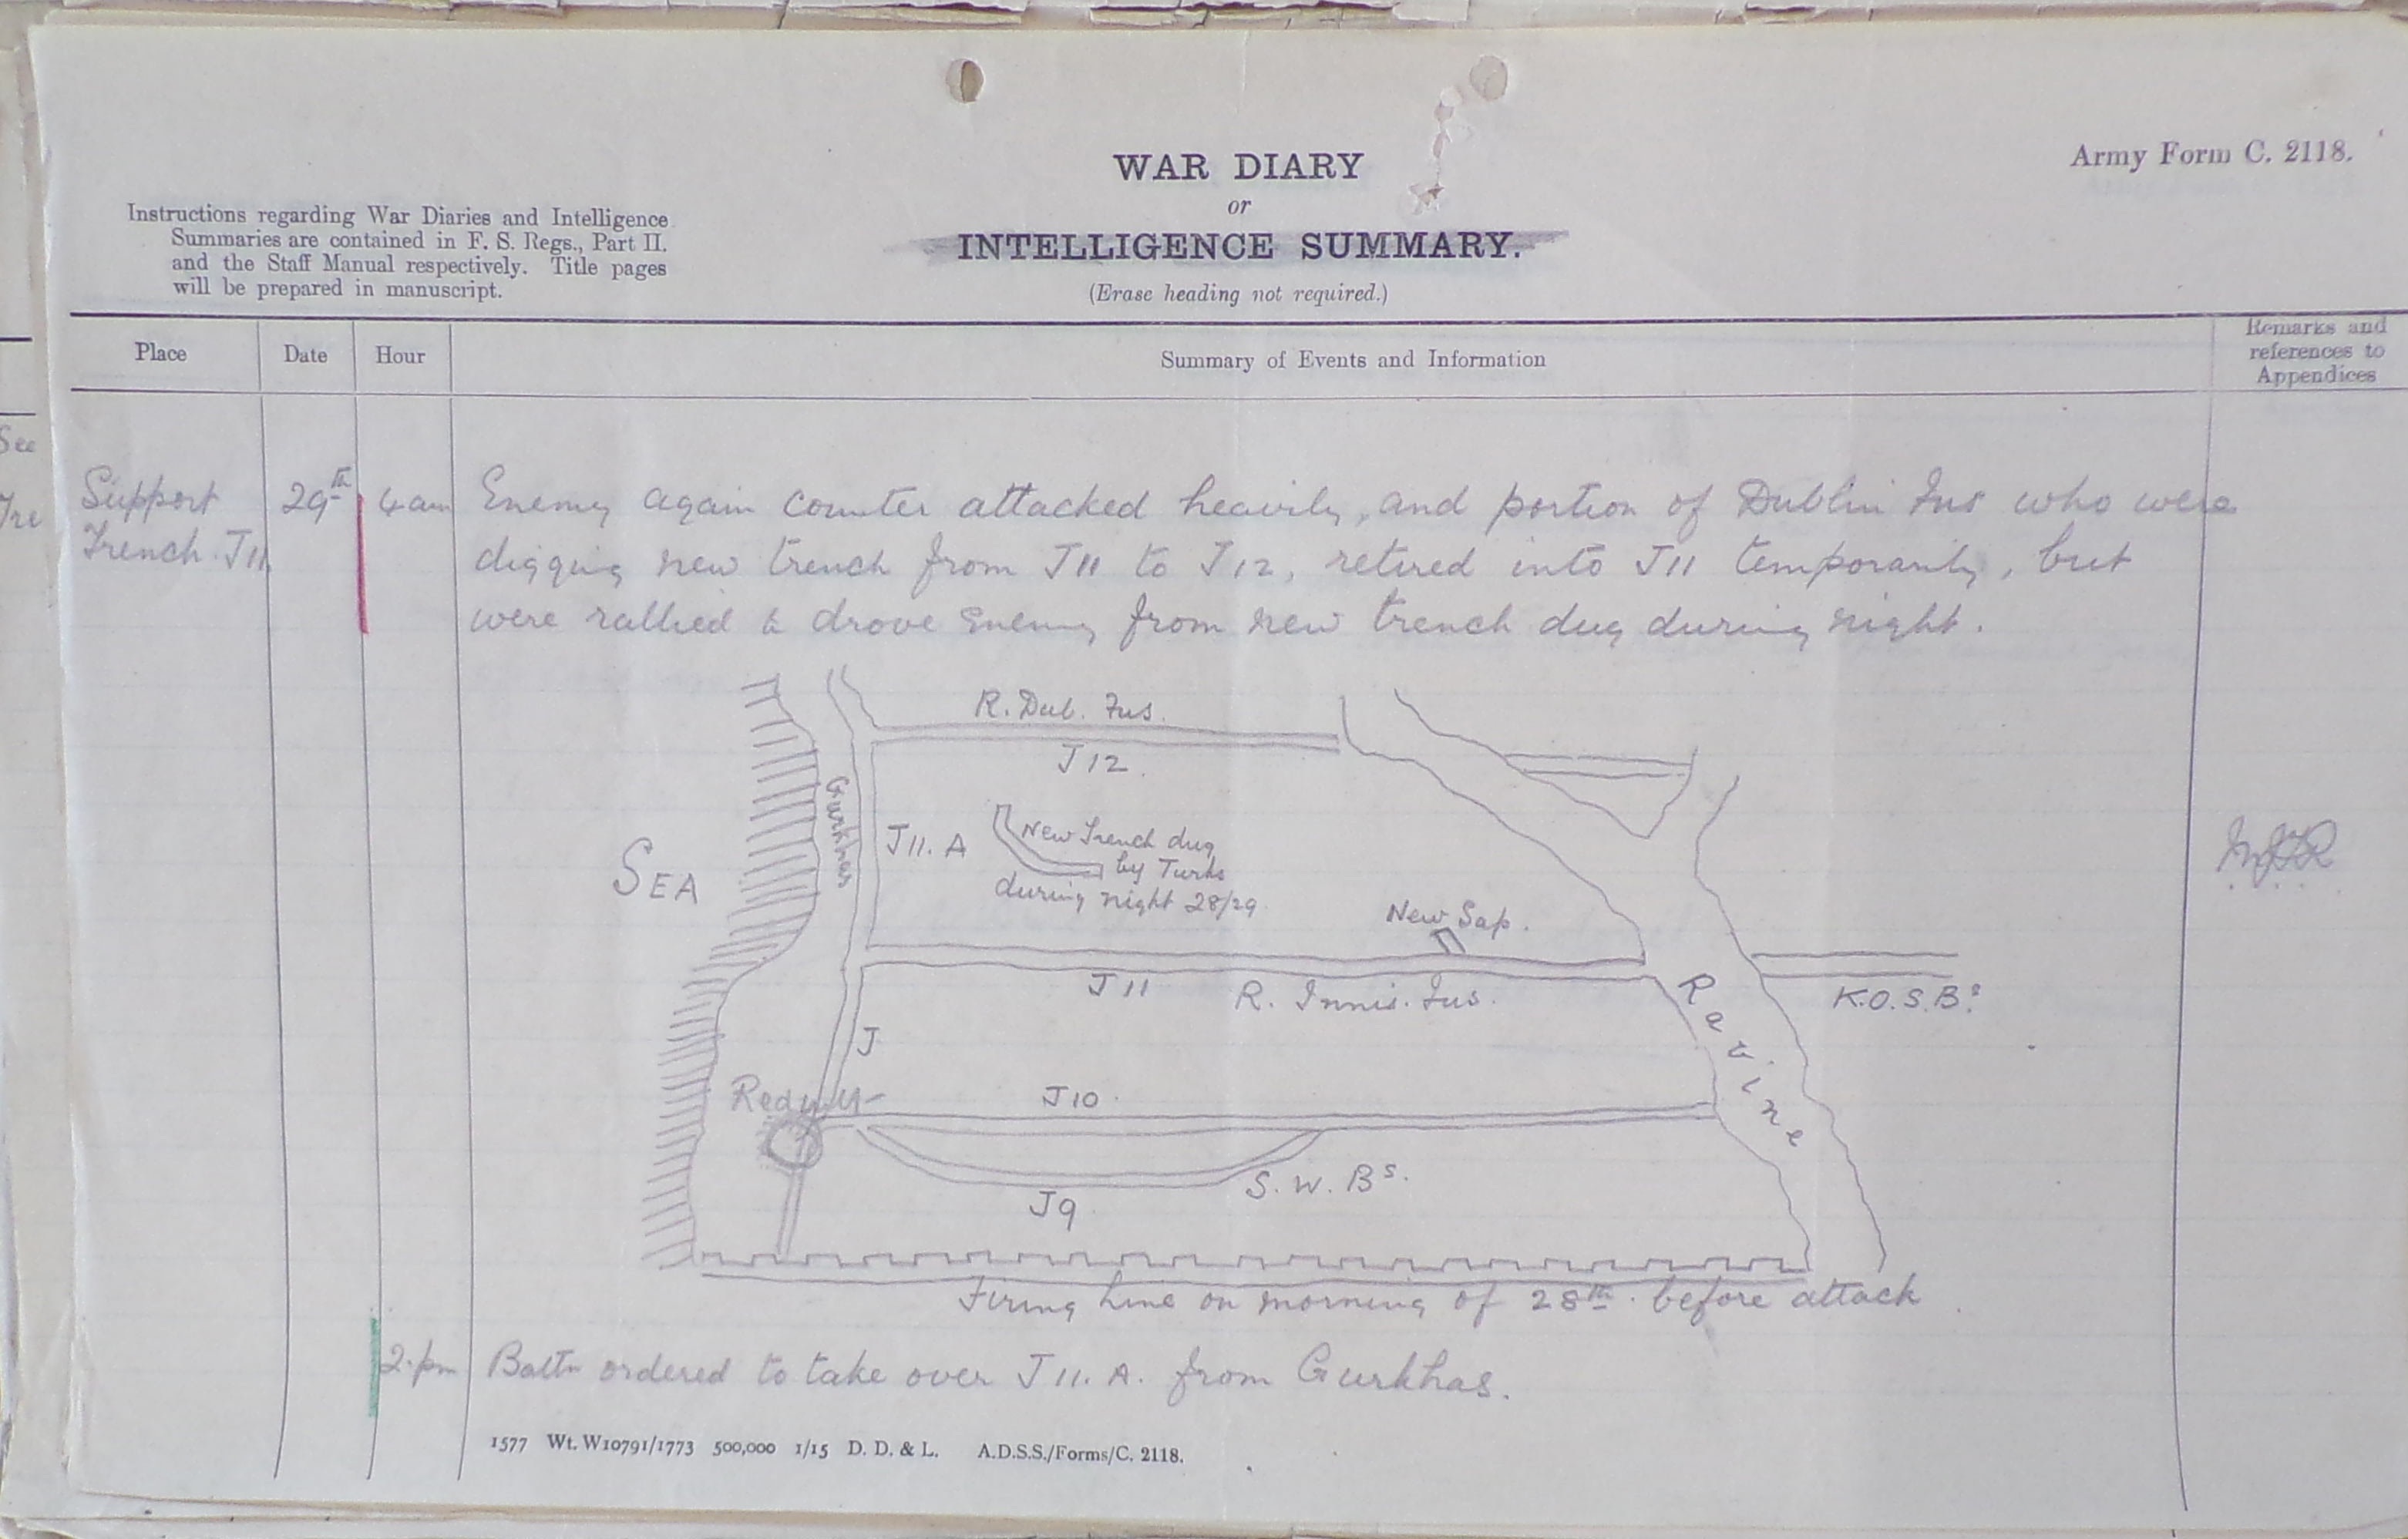 Army Form C. 2118.
WAR DIARY
or
INTELLIGENCE SUMMARY.
(Erase heading not required.)
Instructions regarding War Diaries and Intelligence
Summaries are contained in F. S. Regs., Part II.
and the Staff Manual respectively. Title pages
will be prepared in manuscript.
Place
Date
Hour
Summary of Events and Information
Remarks and
references to
Appendices
See
Tre
Support
Trench J11
29th
4 am
Enemy again counter attacked heavily, and portion of Dublin Fus who were
digging new trench from J11 to J12, retired into J11 temporarily, but
were rallied & drove Enemy from new trench dug during night.
R. Dub. Fus.
J12.
Gurkhas
J11.A
New Trench dug
by Turks
during night 28/29
SEA
New Sap.
J11
R. Innis. Fus.
Ravine
K.O.S.Bs
J
Redoubt
J10
S.W.Bs.
J9
Firing line on morning of 28th. before attack
2.pm
Battn ordered to take over J11.A. from Gurkhas.
1577 Wt. W10791/1773 500,000 1/15 D. D. & L. A.D.S.S./Forms/C. 2118.